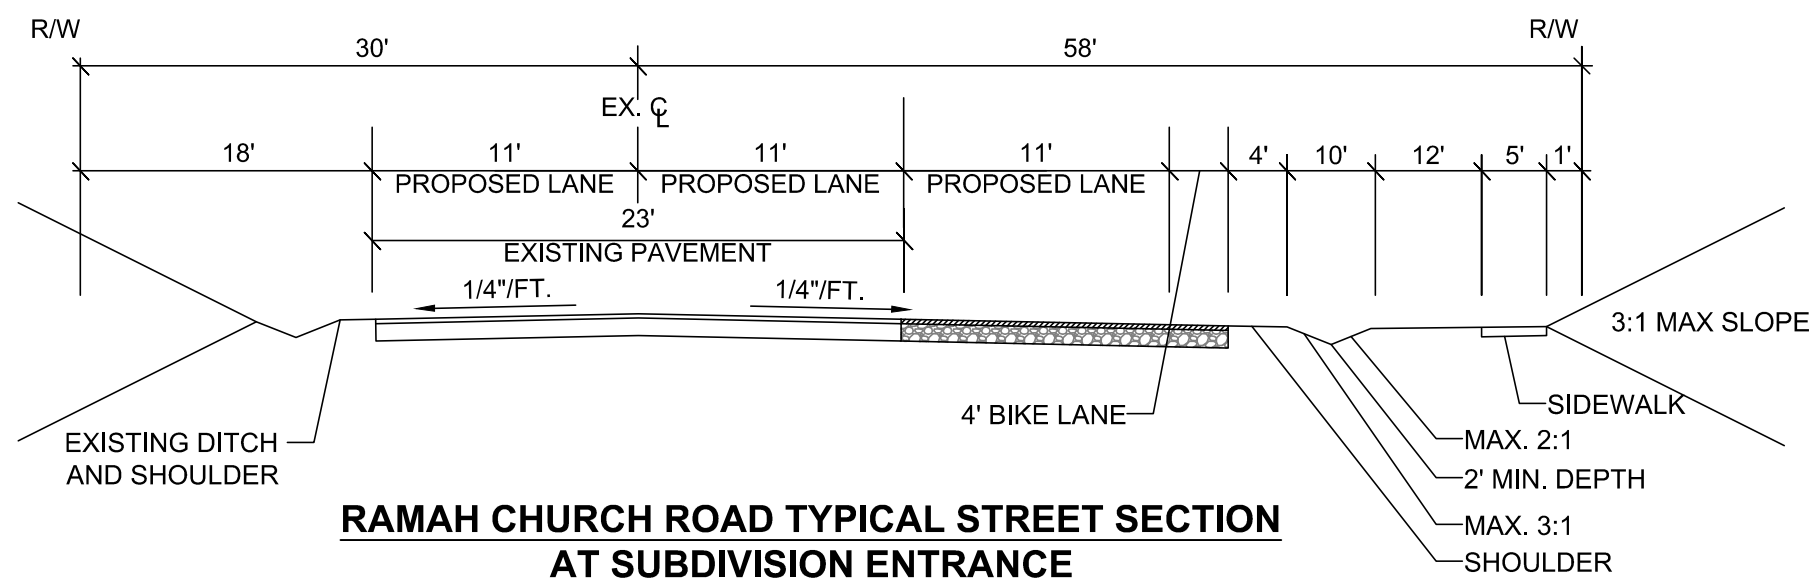 R/W
R/W
30'
58'
EX. ℄
18'
11'
11'
11'
4'
10'
12'
5'
1'
PROPOSED LANE
PROPOSED LANE
PROPOSED LANE
23'
EXISTING PAVEMENT
1/4"/FT.
1/4"/FT.
3:1 MAX SLOPE
4' BIKE LANE
SIDEWALK
EXISTING DITCH
AND SHOULDER
MAX. 2:1
2' MIN. DEPTH
MAX. 3:1
SHOULDER
RAMAH CHURCH ROAD TYPICAL STREET SECTION
AT SUBDIVISION ENTRANCE